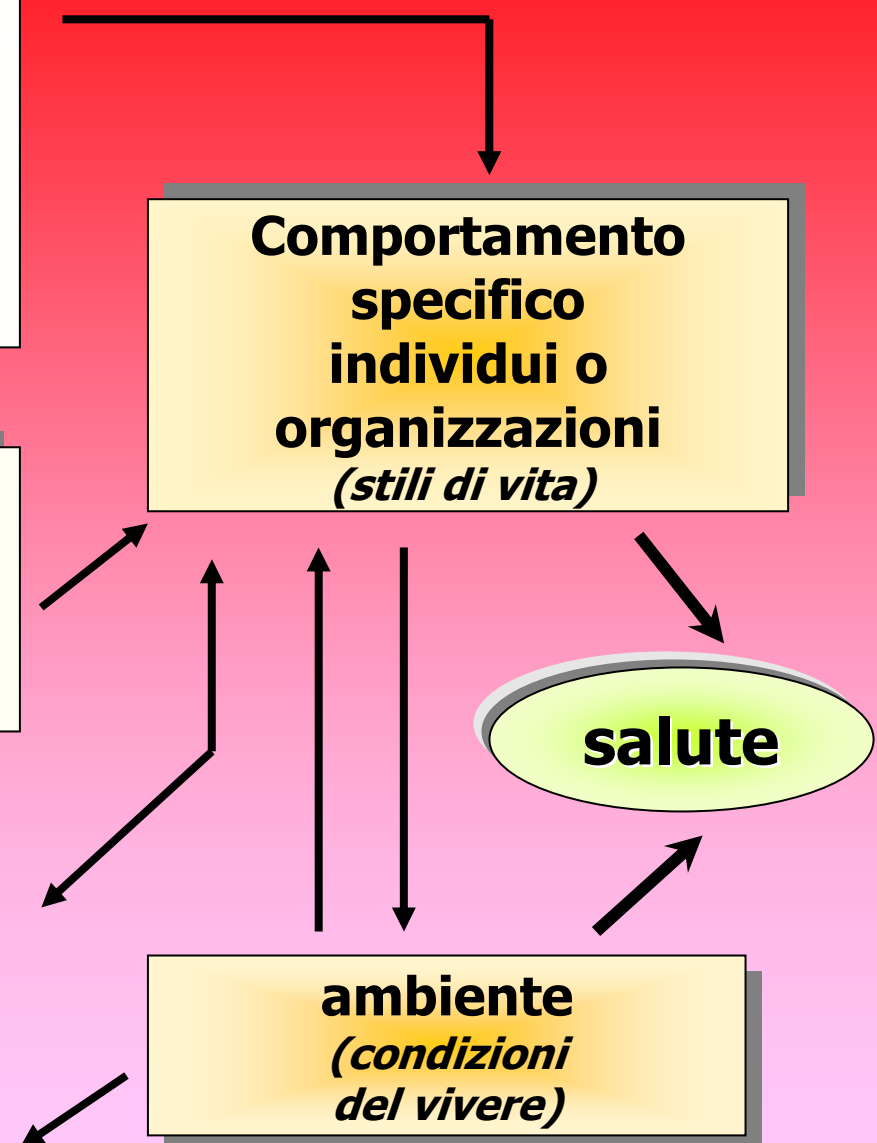 Comportamento
specifico
individui o
organizzazioni
(stili di vita)
salute
ambiente
(condizioni
del vivere)